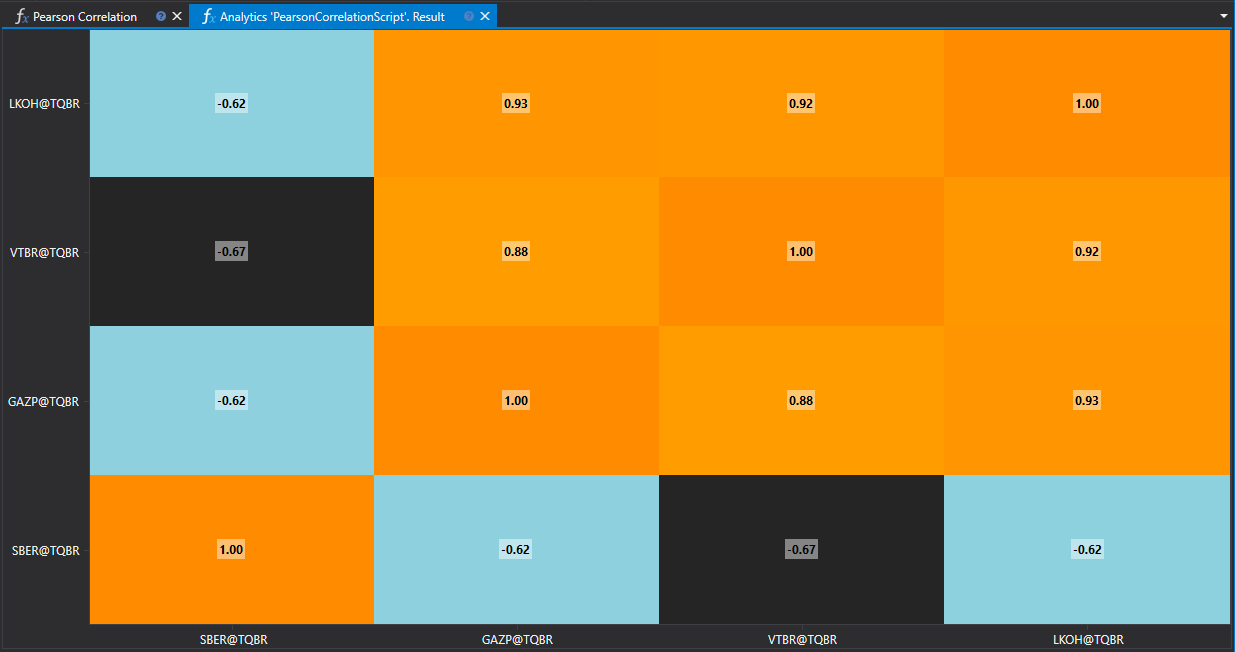 fx Pearson Correlation ? fx Analytics 'PearsonCorrelationScript'. Result ?
LKOH@TQBR -0.62 0.93 0.92 1.00
VTBR@TQBR -0.67 0.88 1.00 0.92
GAZP@TQBR -0.62 1.00 0.88 0.93
SBER@TQBR 1.00 -0.62 -0.67 -0.62
SBER@TQBR GAZP@TQBR VTBR@TQBR LKOH@TQBR